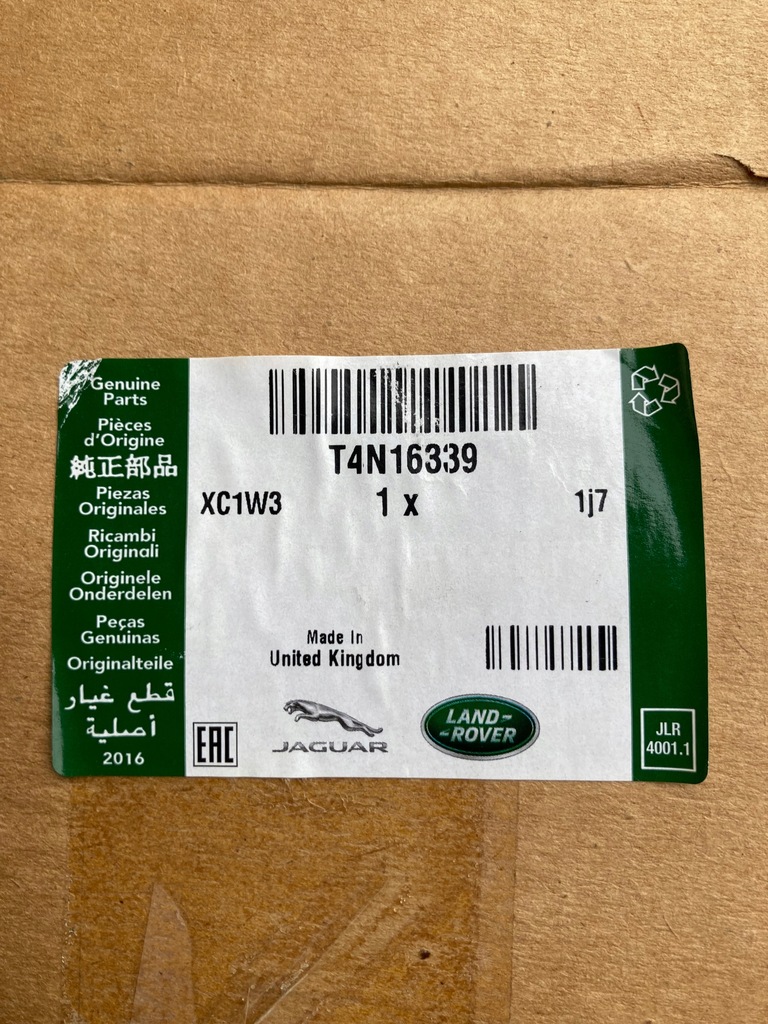 Genuine
Parts
Pièces
d'Origine
純正部品
Piezas
Originales
Ricambi
Originali
Originele
Onderdelen
Peças
Genuinas
Originalteile
قطع غيار
أصلية
2016
T4N16339
XC1W3 1 x 1j7
Made In
United Kingdom
EAC
JAGUAR
LAND-
-ROVER
JLR
4001.1